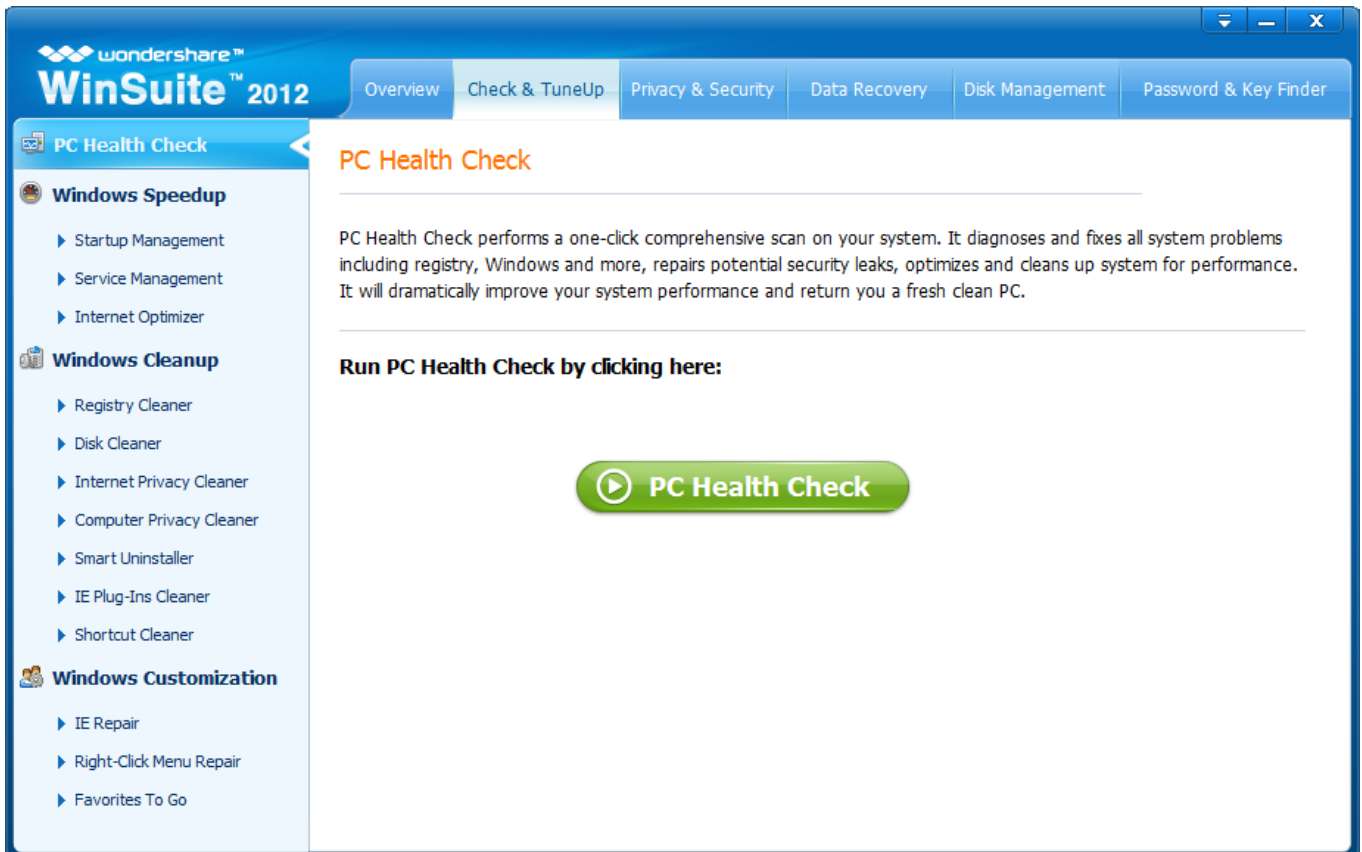 wondershare™
WinSuite™ 2012
Overview
Check & TuneUp
Privacy & Security
Data Recovery
Disk Management
Password & Key Finder
PC Health Check
Windows Speedup
Startup Management
Service Management
Internet Optimizer
Windows Cleanup
Registry Cleaner
Disk Cleaner
Internet Privacy Cleaner
Computer Privacy Cleaner
Smart Uninstaller
IE Plug-Ins Cleaner
Shortcut Cleaner
Windows Customization
IE Repair
Right-Click Menu Repair
Favorites To Go
PC Health Check
PC Health Check performs a one-click comprehensive scan on your system. It diagnoses and fixes all system problems
including registry, Windows and more, repairs potential security leaks, optimizes and cleans up system for performance.
It will dramatically improve your system performance and return you a fresh clean PC.
Run PC Health Check by clicking here:
PC Health Check